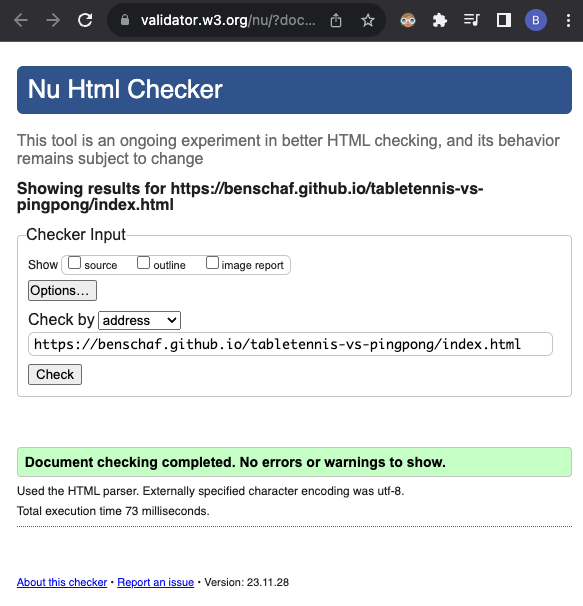 validator.w3.org/nu/?doc...
B
Nu Html Checker
This tool is an ongoing experiment in better HTML checking, and its behavior
remains subject to change
Showing results for https://benschaf.github.io/tabletennis-vs-
pingpong/index.html
Checker Input
Show source outline image report
Options...
Check by address
https://benschaf.github.io/tabletennis-vs-pingpong/index.html
Check
Document checking completed. No errors or warnings to show.
Used the HTML parser. Externally specified character encoding was utf-8.
Total execution time 73 milliseconds.
About this checker • Report an issue • Version: 23.11.28